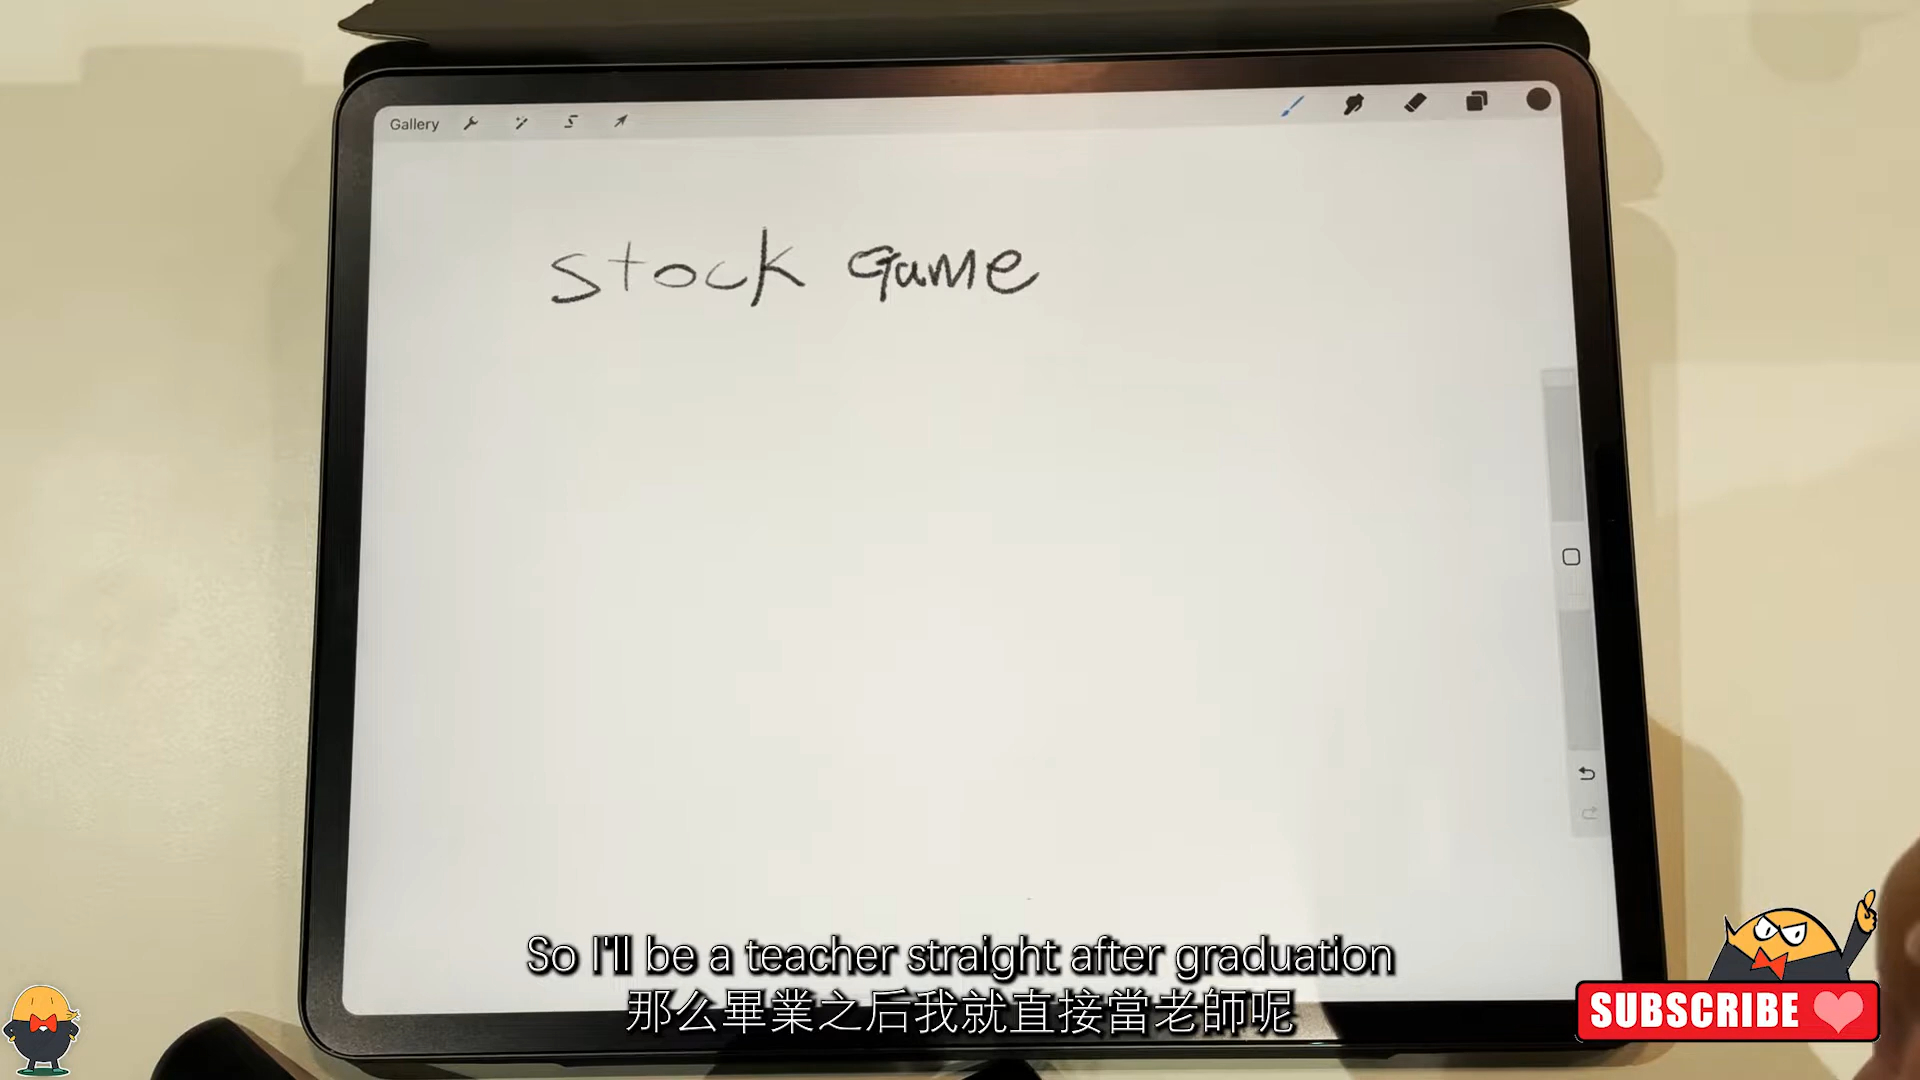 Gallery
stock Game
So I'll be a teacher straight after graduation
那么畢業之后我就直接當老師呢
SUBSCRIBE